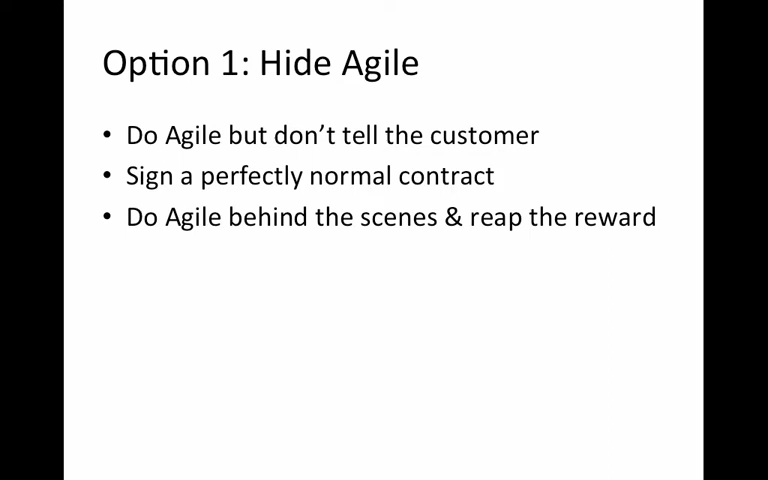 Option 1: Hide Agile
• Do Agile but don’t tell the customer
• Sign a perfectly normal contract
• Do Agile behind the scenes & reap the reward